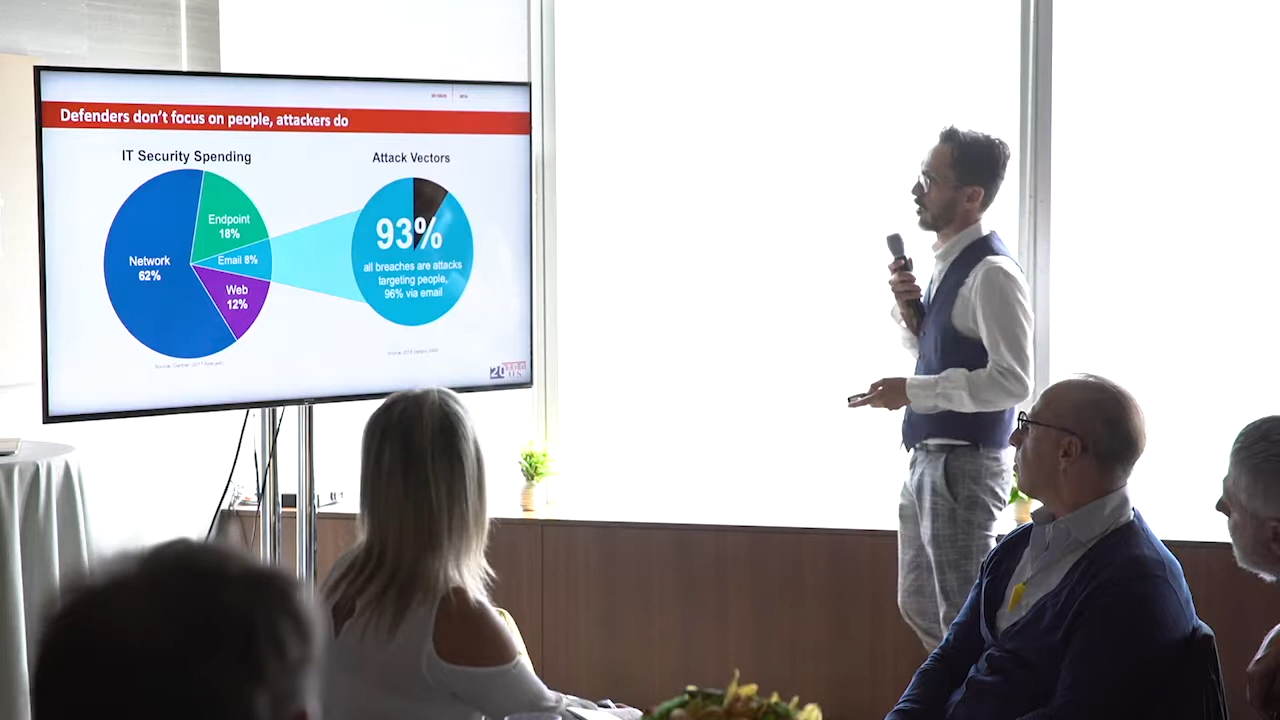 Defenders don't focus on people, attackers do
IT Security Spending
Attack Vectors
Endpoint
18%
Network
62%
Email 8%
Web
12%
93%
all breaches are attacks
targeting people,
96% via email
20